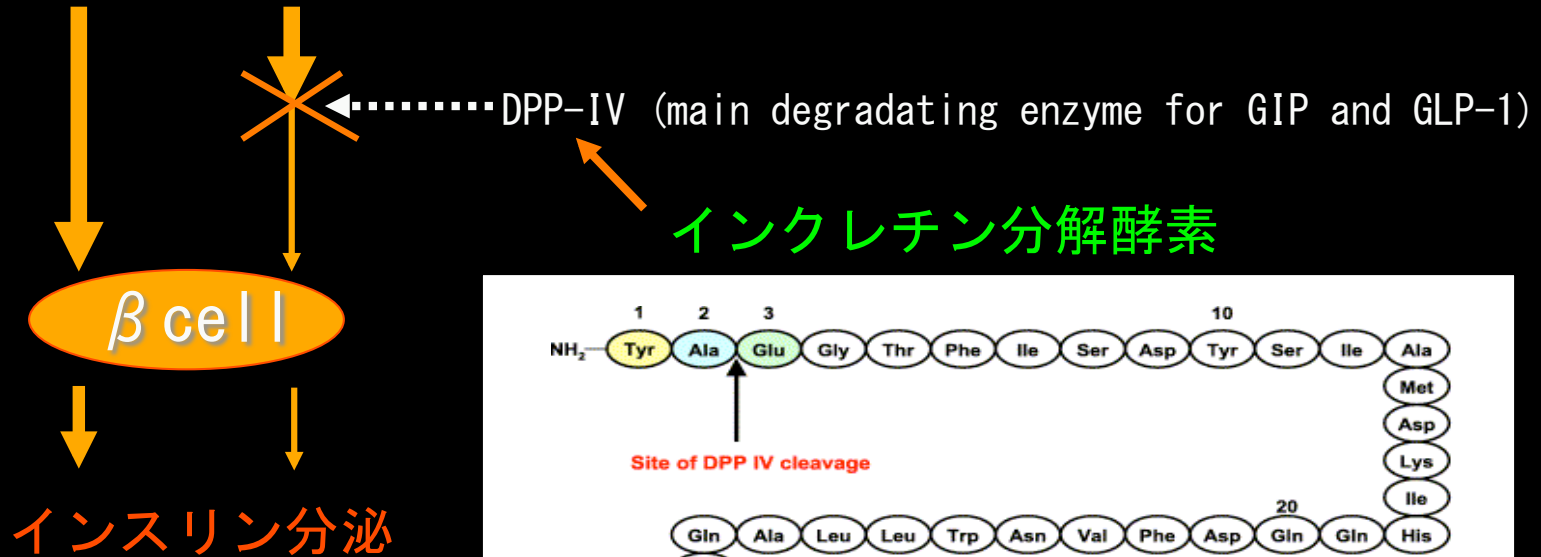 DPP-IV (main degradating enzyme for GIP and GLP-1)
インクレチン分解酵素
βcell
インスリン分泌
1 2 3 10
NH2 Tyr Ala Glu Gly Thr Phe Ile Ser Asp Tyr Ser Ile Ala
Met
Asp
Site of DPP IV cleavage
Lys
Ile
20
Gln Ala Leu Leu Trp Asn Val Phe Asp Gln Gln His